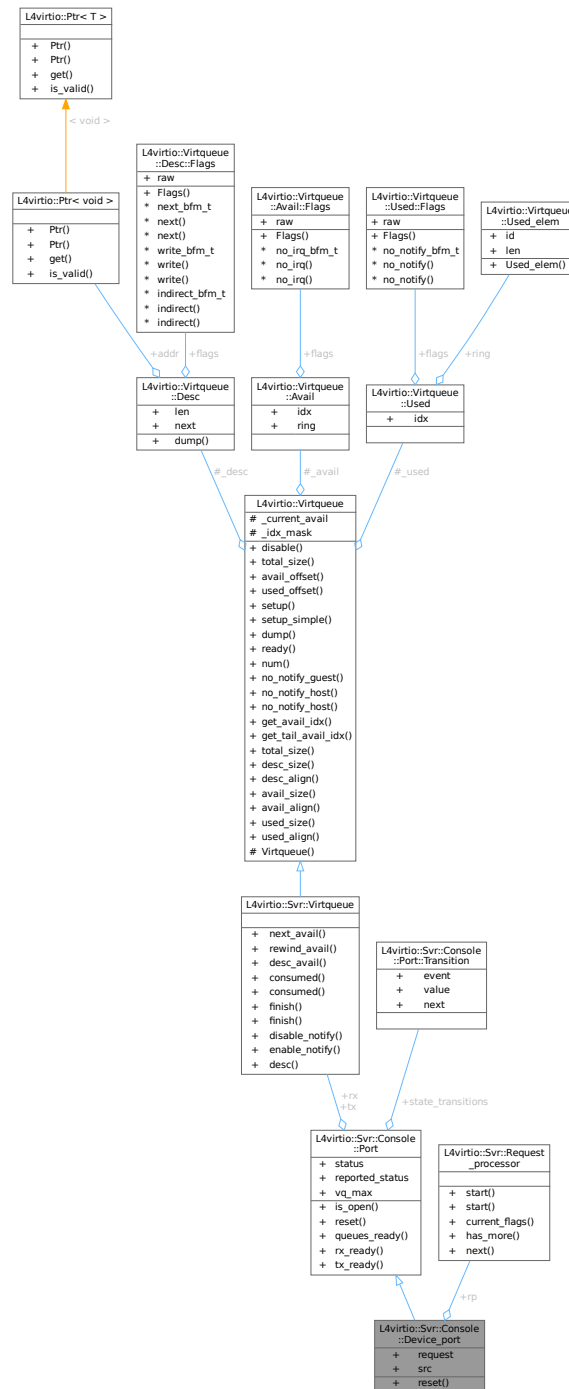 L4virtio::Ptr< T >
+ Ptr()
+ Ptr()
+ get()
+ is_valid()
< void >
L4virtio::Ptr< void >
+ Ptr()
+ Ptr()
+ get()
+ is_valid()
L4virtio::Virtqueue
::Desc::Flags
+ raw
+ Flags()
* next_bfm_t
* next()
* next()
* write_bfm_t
* write()
* write()
* indirect_bfm_t
* indirect()
* indirect()
L4virtio::Virtqueue
::Avail::Flags
+ raw
+ Flags()
* no_irq_bfm_t
* no_irq()
* no_irq()
L4virtio::Virtqueue
::Used::Flags
+ raw
+ Flags()
* no_notify_bfm_t
* no_notify()
* no_notify()
L4virtio::Virtqueue
::Used_elem
+ id
+ len
+ Used_elem()
+addr
+flags
+flags
+flags
+ring
L4virtio::Virtqueue
::Desc
+ len
+ next
+ dump()
L4virtio::Virtqueue
::Avail
+ idx
+ ring
L4virtio::Virtqueue
::Used
+ idx
#_desc
#_avail
#_used
L4virtio::Virtqueue
# _current_avail
# _idx_mask
+ disable()
+ total_size()
+ avail_offset()
+ used_offset()
+ setup()
+ setup_simple()
+ dump()
+ ready()
+ num()
+ no_notify_guest()
+ no_notify_host()
+ no_notify_host()
+ get_avail_idx()
+ get_tail_avail_idx()
+ total_size()
+ desc_size()
+ desc_align()
+ avail_size()
+ avail_align()
+ used_size()
+ used_align()
# Virtqueue()
L4virtio::Svr::Virtqueue
+ next_avail()
+ rewind_avail()
+ desc_avail()
+ consumed()
+ consumed()
+ finish()
+ finish()
+ disable_notify()
+ enable_notify()
+ desc()
L4virtio::Svr::Console
::Port::Transition
+ event
+ value
+ next
+rx
+tx
+state_transitions
L4virtio::Svr::Console
::Port
+ status
+ reported_status
+ vq_max
+ is_open()
+ reset()
+ queues_ready()
+ rx_ready()
+ tx_ready()
L4virtio::Svr::Request
_processor
+ start()
+ start()
+ current_flags()
+ has_more()
+ next()
+rp
L4virtio::Svr::Console
::Device_port
+ request
+ src
+ reset()